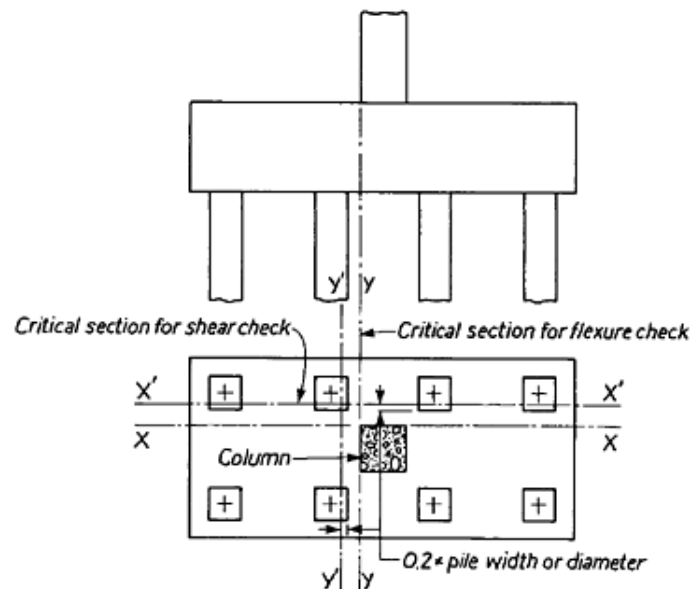 y' y
Critical section for shear check
Critical section for flexure check
X' X'
X X
Column
0.2* pile width or diameter
y' y